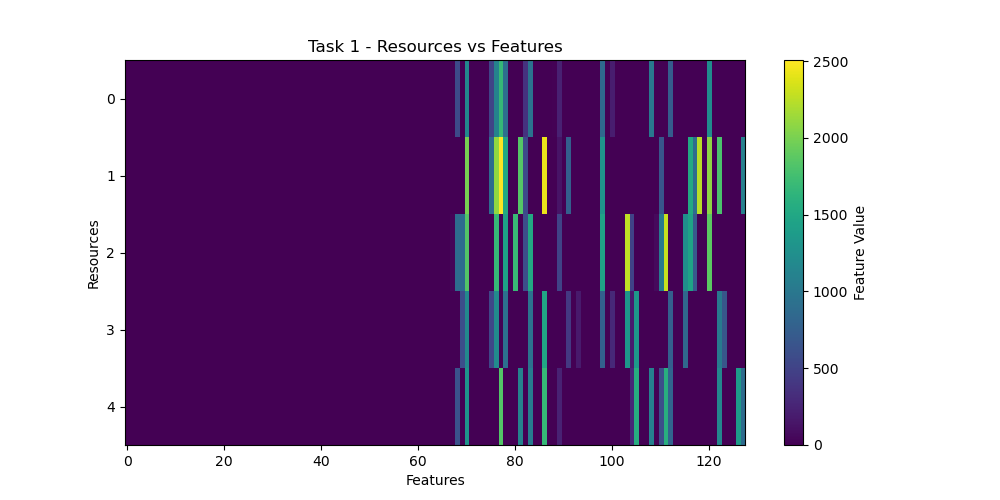 Task 1 - Resources vs Features
0
1
2
3
4
Resources
0 20 40 60 80 100 120
Features
2500
2000
1500
1000
500
0
Feature Value